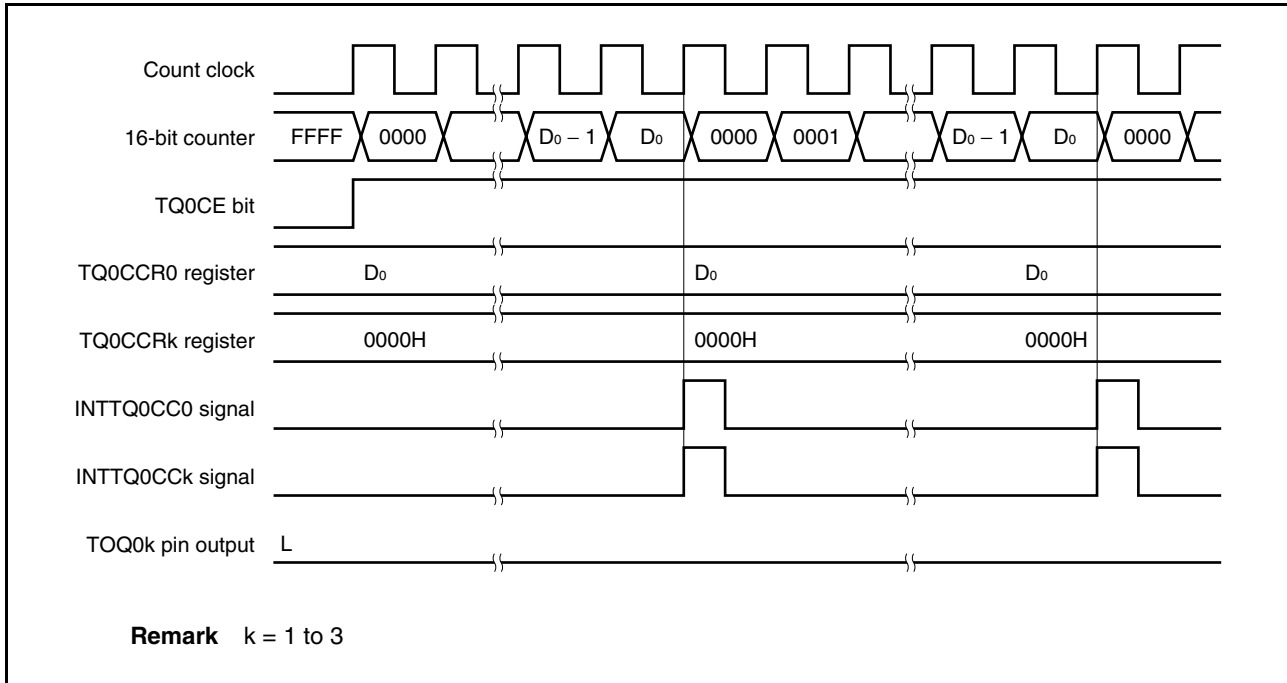 Count clock
16-bit counter FFFF 0000 D₀ – 1 D₀ 0000 0001 D₀ – 1 D₀ 0000
TQ0CE bit
TQ0CCR0 register D₀ D₀ D₀
TQ0CCRk register 0000H 0000H 0000H
INTTQ0CC0 signal
INTTQ0CCk signal
TOQ0k pin output L
Remark k = 1 to 3